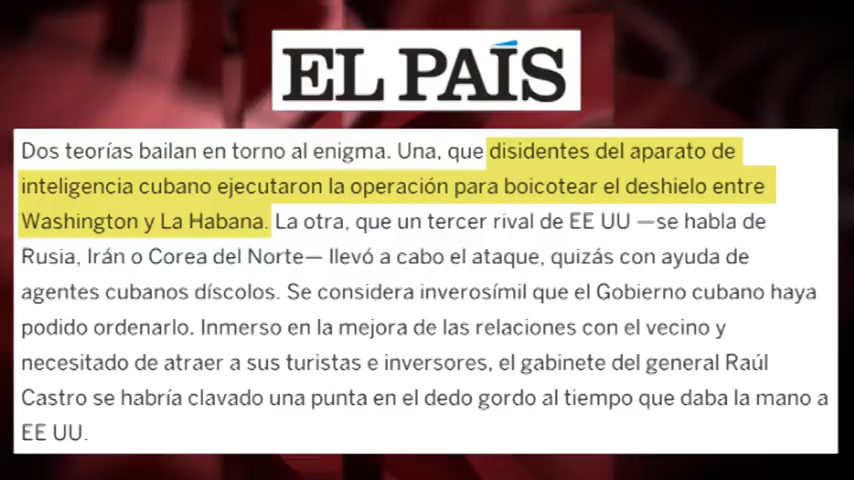 EL PAÍS
Dos teorías bailan en torno al enigma. Una, que disidentes del aparato de
inteligencia cubano ejecutaron la operación para boicotear el deshielo entre
Washington y La Habana. La otra, que un tercer rival de EE UU —se habla de
Rusia, Irán o Corea del Norte— llevó a cabo el ataque, quizás con ayuda de
agentes cubanos díscolos. Se considera inverosímil que el Gobierno cubano haya
podido ordenarlo. Inmerso en la mejora de las relaciones con el vecino y
necesitado de atraer a sus turistas e inversores, el gabinete del general Raúl
Castro se habría clavado una punta en el dedo gordo al tiempo que daba la mano a
EE UU.